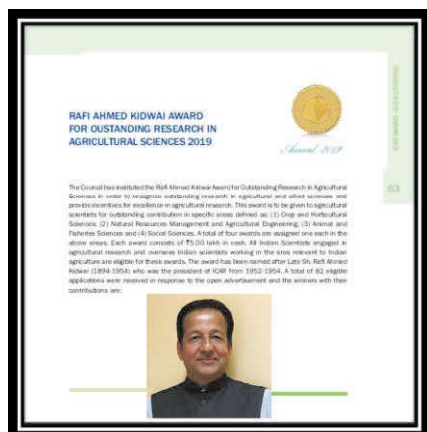 RAFI AHMED KIDWAI AWARD
FOR OUSTANDING RESEARCH IN
AGRICULTURAL SCIENCES 2019
Award 2019
ICAR AWARD 2019 CITATIONS
63
The Council has instituted the Rafi Ahmed Kidwai Award for Outstanding Research in Agricultural
Sciences in order to recognize outstanding research in agricultural and allied sciences and
provide incentives for excellence in agricultural research. This award is to be given to agricultural
scientists for outstanding contribution in specific areas defined as: (1) Crop and Horticultural
Sciences; (2) Natural Resources Management and Agricultural Engineering; (3) Animal and
Fisheries Sciences and (4) Social Sciences. A total of four awards are assigned one each in the
above areas. Each award consists of ₹5.00 lakh in cash. All Indian Scientists engaged in
agricultural research and overseas Indian scientists working in the area relevant to Indian
agriculture are eligible for these awards. The award has been named after Late Sh. Rafi Ahmed
Kidwai (1894-1954) who was the president of ICAR from 1952-1954. A total of 82 eligible
applications were received in response to the open advertisement and the winners with their
contributions are: